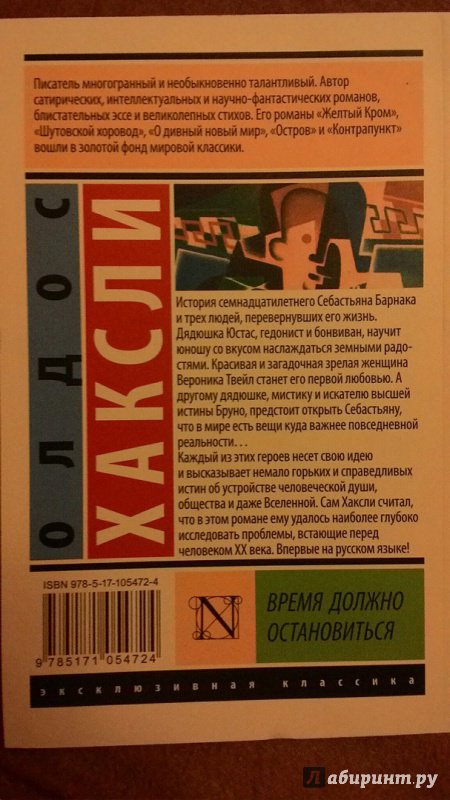 Писатель многогранный и необыкновенно талантливый. Автор
сатирических, интеллектуальных и научно-фантастических романов,
блистательных эссе и великолепных стихов. Его романы «Желтый Кром»,
«Шутовской хоровод», «О дивный новый мир», «Остров» и «Контрапункт»
вошли в золотой фонд мировой классики.
ОЛДОС
ХАКСЛИ
История семнадцатилетнего Себастьяна Барнака
и трех людей, перевернувших его жизнь.
Дядюшка Юстас, гедонист и бонвиван, научит
юношу со вкусом наслаждаться земными радо-
стями. Красивая и загадочная зрелая женщина
Вероника Твейл станет его первой любовью. А
другому дядюшке, мистику и искателю высшей
истины Бруно, предстоит открыть Себастьяну,
что в мире есть вещи куда важнее повседневной
реальности...
Каждый из этих героев несет свою идею
и высказывает немало горьких и справедливых
истин об устройстве человеческой души,
общества и даже Вселенной. Сам Хаксли считал,
что в этом романе ему удалось наиболее глубоко
исследовать проблемы, встающие перед
человеком XX века. Впервые на русском языке!
ISBN 978-5-17-105472-4
9 785171 054724
N
ВРЕМЯ ДОЛЖНО
ОСТАНОВИТЬСЯ
эксклюзивная классика
Лабиринт.ру